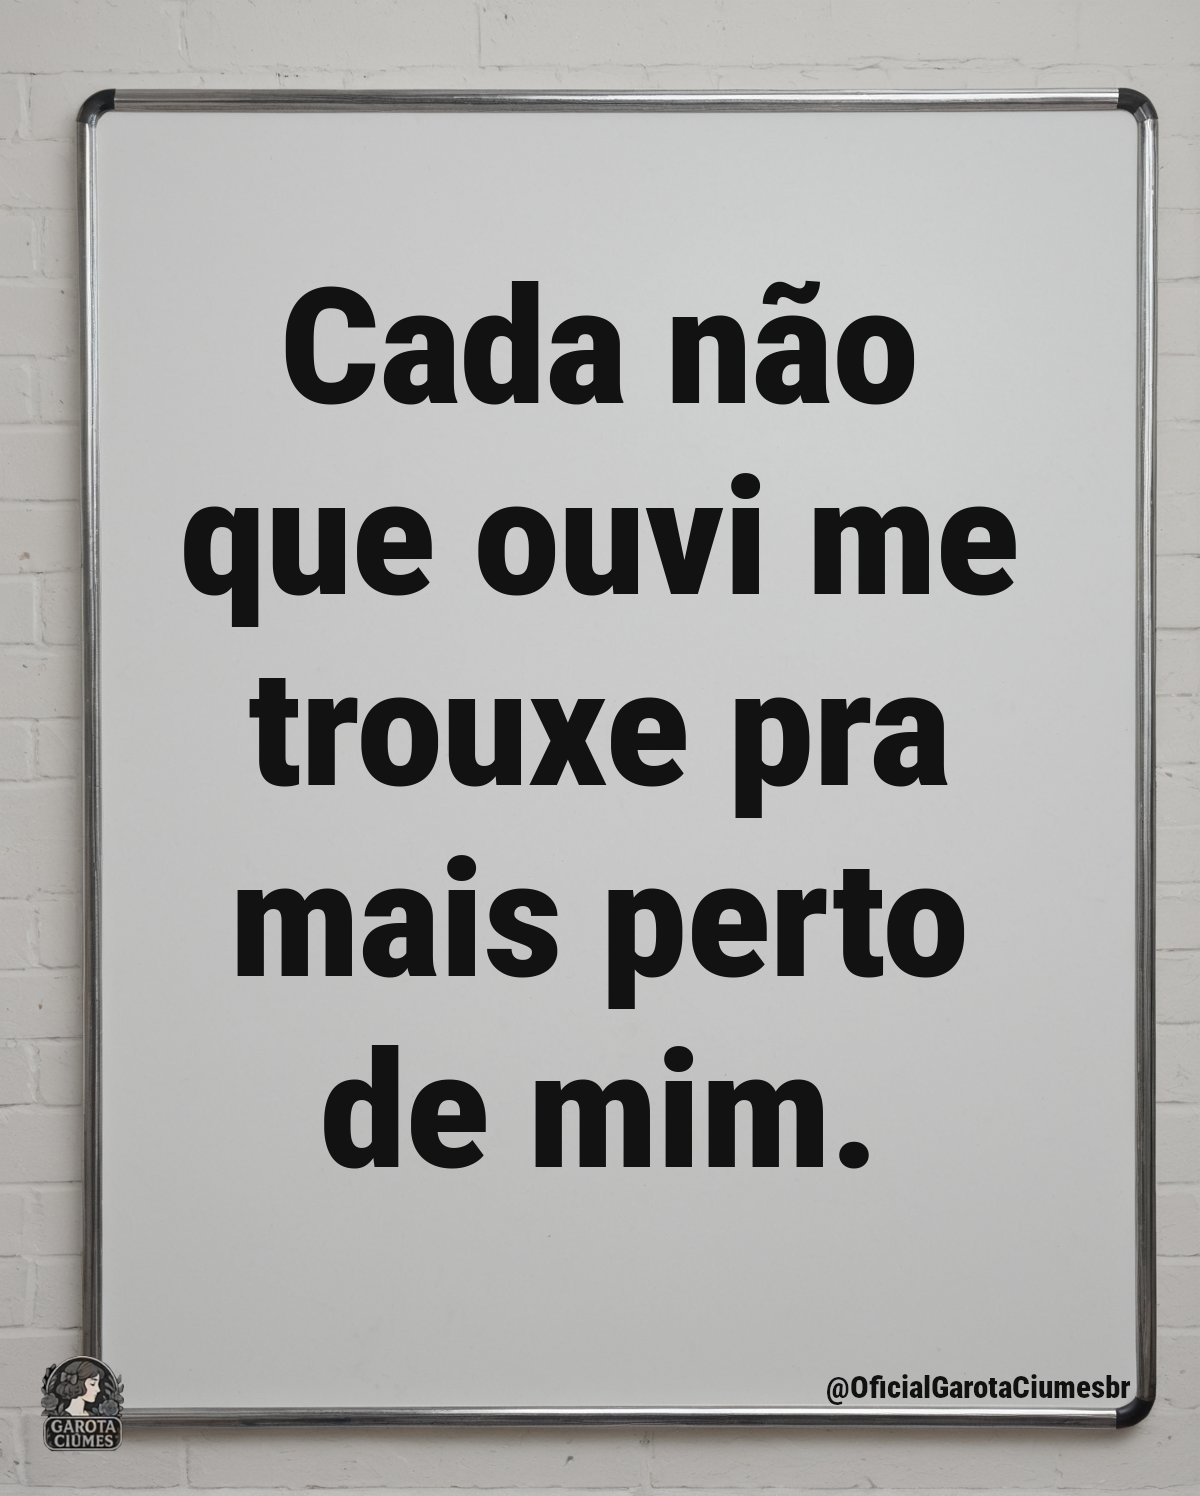 Cada não
que ouvi me
trouxe pra
mais perto
de mim.
@OficialGarotaCiumesbr
GAROTA
CIÚMES